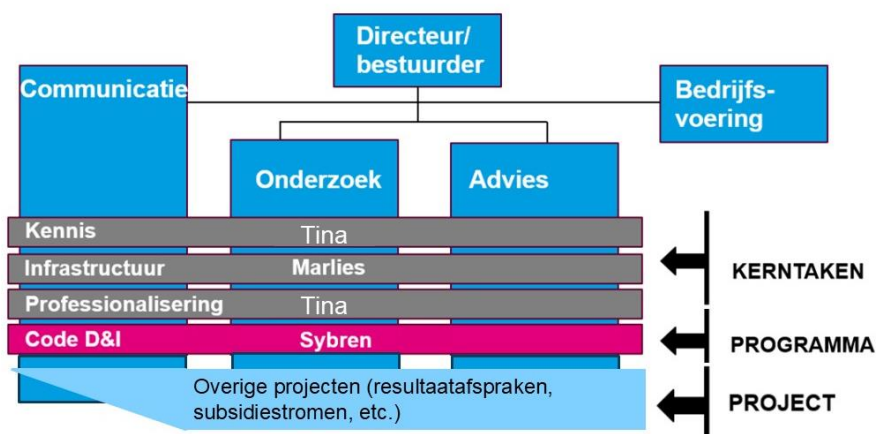 Directeur/
bestuurder
Communicatie
Bedrijfs-
voering
Onderzoek
Advies
Kennis Tina
Infrastructuur Marlies
KERNTAKEN
Professionalisering Tina
Code D&I Sybren
PROGRAMMA
Overige projecten (resultaatafspraken,
subsidiestromen, etc.)
PROJECT